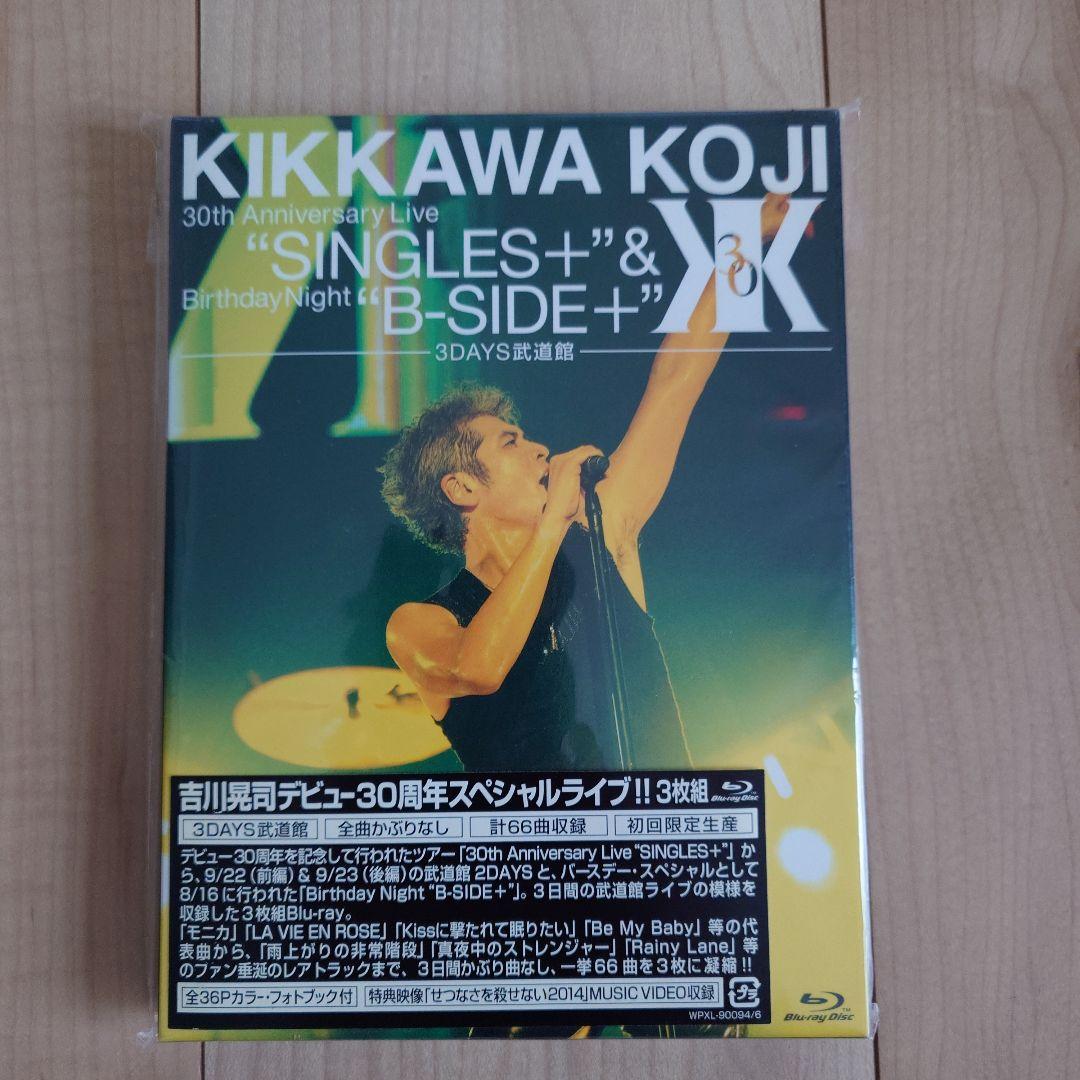 KIKKAWA KOJI
30th Anniversary Live
“SINGLES+”&
Birthday Night “B-SIDE+”
K30K
3DAYS武道館
吉川晃司デビュー30周年スペシャルライブ!! 3枚組 Blu-ray Disc
3DAYS武道館 全曲かぶりなし 計66曲収録 初回限定生産
デビュー30周年を記念して行われたツアー「30th Anniversary Live “SINGLES+”」か
ら、9/22(前編)& 9/23(後編)の武道館 2DAYS と、バースデー・スペシャルとして
8/16に行われた「Birthday Night “B-SIDE+”」。3日間の武道館ライブの模様を
収録した3枚組Blu-ray。
「モニカ」「LA VIE EN ROSE」「Kissに撃たれて眠りたい」「Be My Baby」等の代
表曲から、「雨上がりの非常階段」「真夜中のストレンジャー」「Rainy Lane」等
のファン垂涎のレアトラックまで、3日間かぶり曲なし、一挙66曲を3枚に凝縮!!
全36Pカラー・フォトブック付 特典映像「せつなさを殺せない2014」MUSIC VIDEO収録
WPXL-90094/6
Blu-ray Disc™